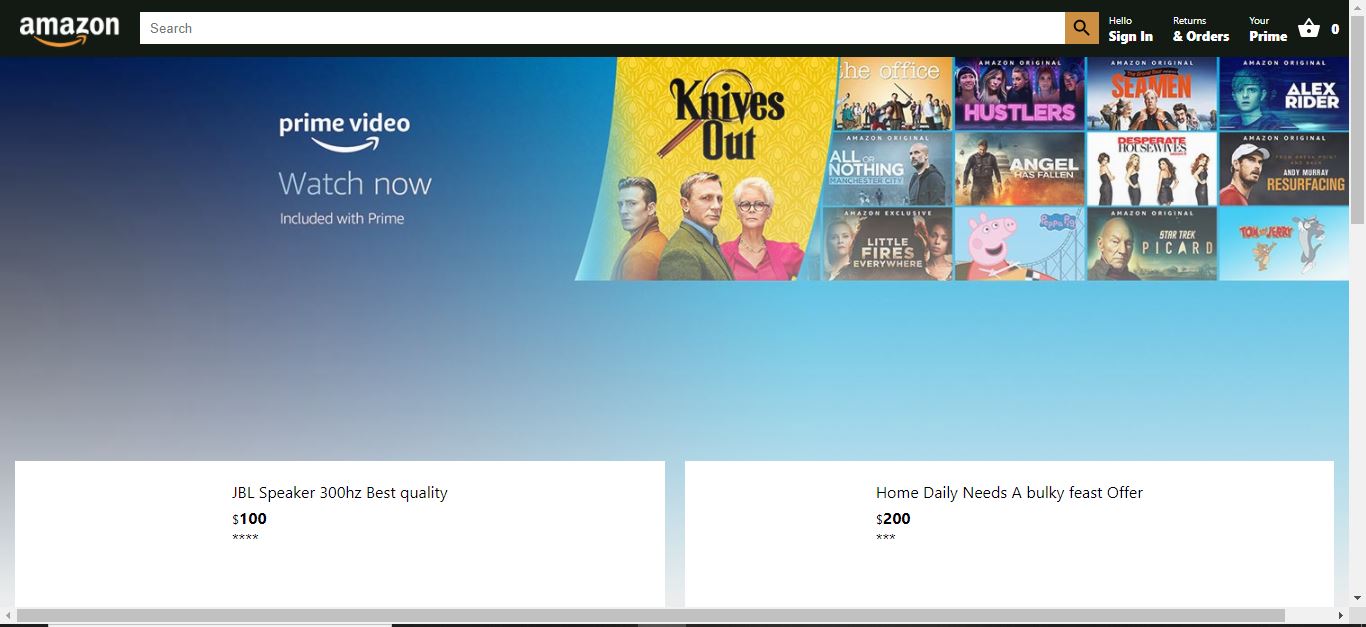 amazon
Search
Hello
Sign In
Returns
& Orders
Your
Prime
0
prime video
Watch now
Included with Prime
Knives
Out
the office
AMAZON ORIGINAL
HUSTLERS
AMAZON ORIGINAL
The Grand Tour
SEAMEN
AMAZON ORIGINAL
ALEX
RIDER
AMAZON ORIGINAL
ALL OR
NOTHING
MANCHESTER CITY
ANGEL
HAS FALLEN
DESPERATE
HOUSEWIVES
AMAZON ORIGINAL
ANDY MURRAY
RESURFACING
AMAZON EXCLUSIVE
LITTLE
FIRES
EVERYWHERE
Peppa Pig
AMAZON ORIGINAL
STAR TREK
PICARD
TOM and JERRY
JBL Speaker 300hz Best quality
$100
****
Home Daily Needs A bulky feast Offer
$200
***